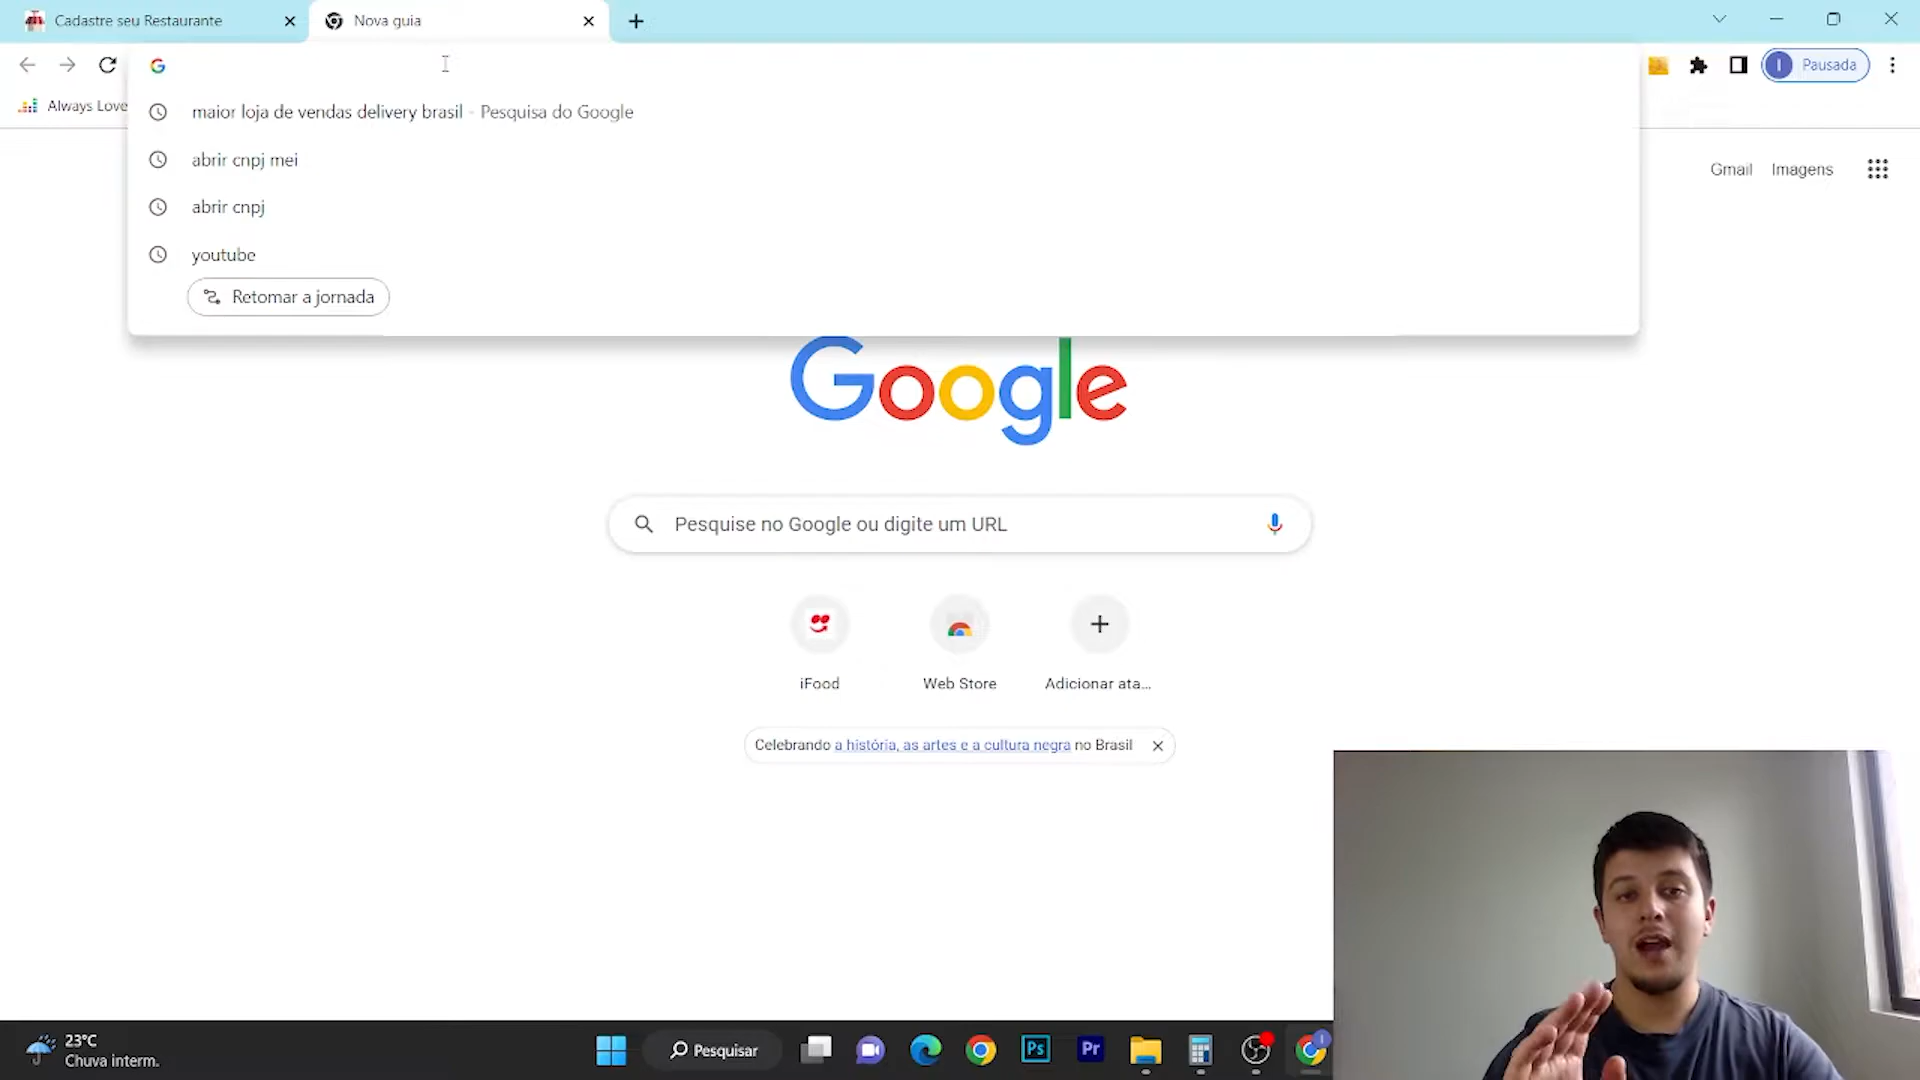 Cadastre seu Restaurante
Nova guia
Pausada
Always Love
maior loja de vendas delivery brasil - Pesquisa do Google
abrir cnpj mei
abrir cnpj
youtube
Retomar a jornada
Gmail
Imagens
Google
Pesquise no Google ou digite um URL
iFood
Web Store
Adicionar ata...
Celebrando a história, as artes e a cultura negra no Brasil
23°C
Chuva interm.
Pesquisar
Ps
Pr